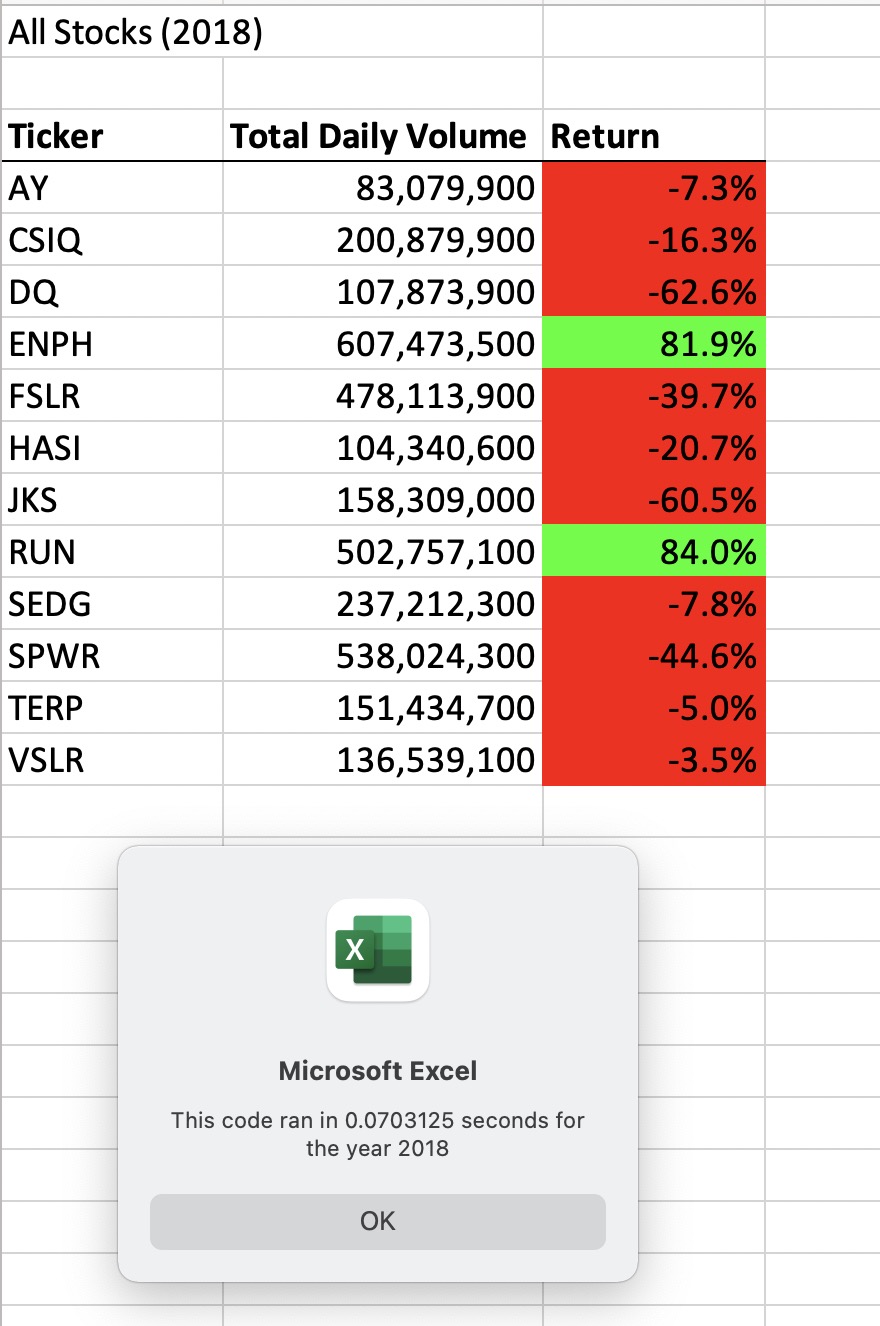 All Stocks (2018)
Ticker Total Daily Volume Return
AY 83,079,900 -7.3%
CSIQ 200,879,900 -16.3%
DQ 107,873,900 -62.6%
ENPH 607,473,500 81.9%
FSLR 478,113,900 -39.7%
HASI 104,340,600 -20.7%
JKS 158,309,000 -60.5%
RUN 502,757,100 84.0%
SEDG 237,212,300 -7.8%
SPWR 538,024,300 -44.6%
TERP 151,434,700 -5.0%
VSLR 136,539,100 -3.5%
X
Microsoft Excel
This code ran in 0.0703125 seconds for
the year 2018
OK